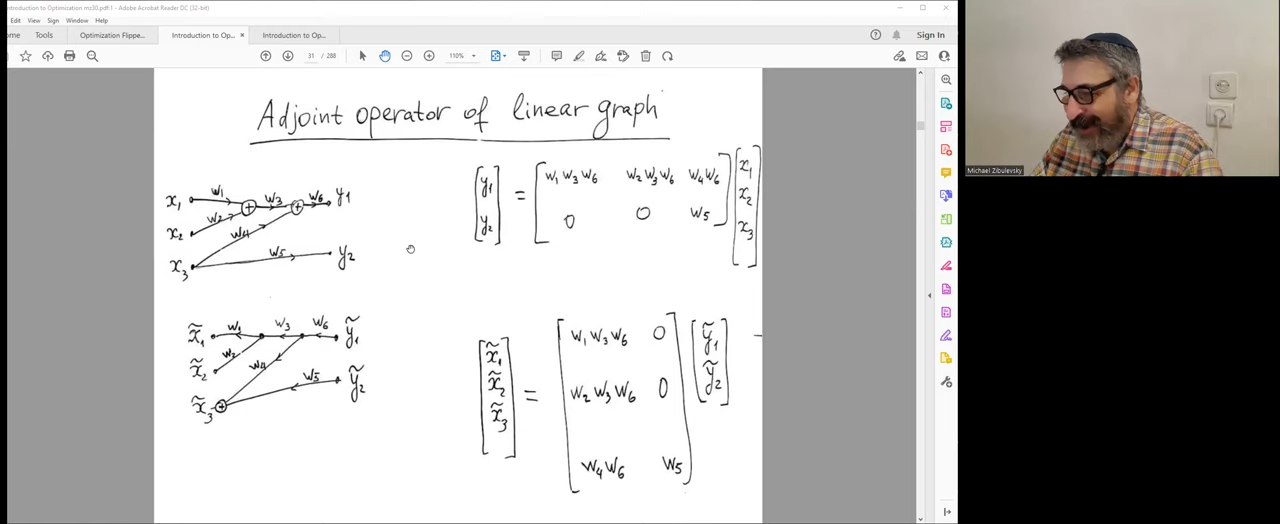 Introduction to Optimization mc30.pdf:1 - Adobe Acrobat Reader DC (32-bit)
Edit View Sign Window Help
ome Tools Optimization Flippe... Introduction to Op... × Introduction to Op... Sign In
31 / 288 110%
Adjoint operator of linear graph
x1 w1 w3 w6 y1
w2
x2 w4
x3 w5 y2
[y1 y2] = [w1 w3 w6 w2 w3 w6 w4 w6
0 0 w5] [x1 x2 x3]
x̃1 w1 w3 w6 ỹ1
w2
x̃2 w4
x̃3 w5 ỹ2
[x̃1 x̃2 x̃3] = [w1 w3 w6 0
w2 w3 w6 0
w4 w6 w5] [ỹ1 ỹ2]
Michael Zibulevsky